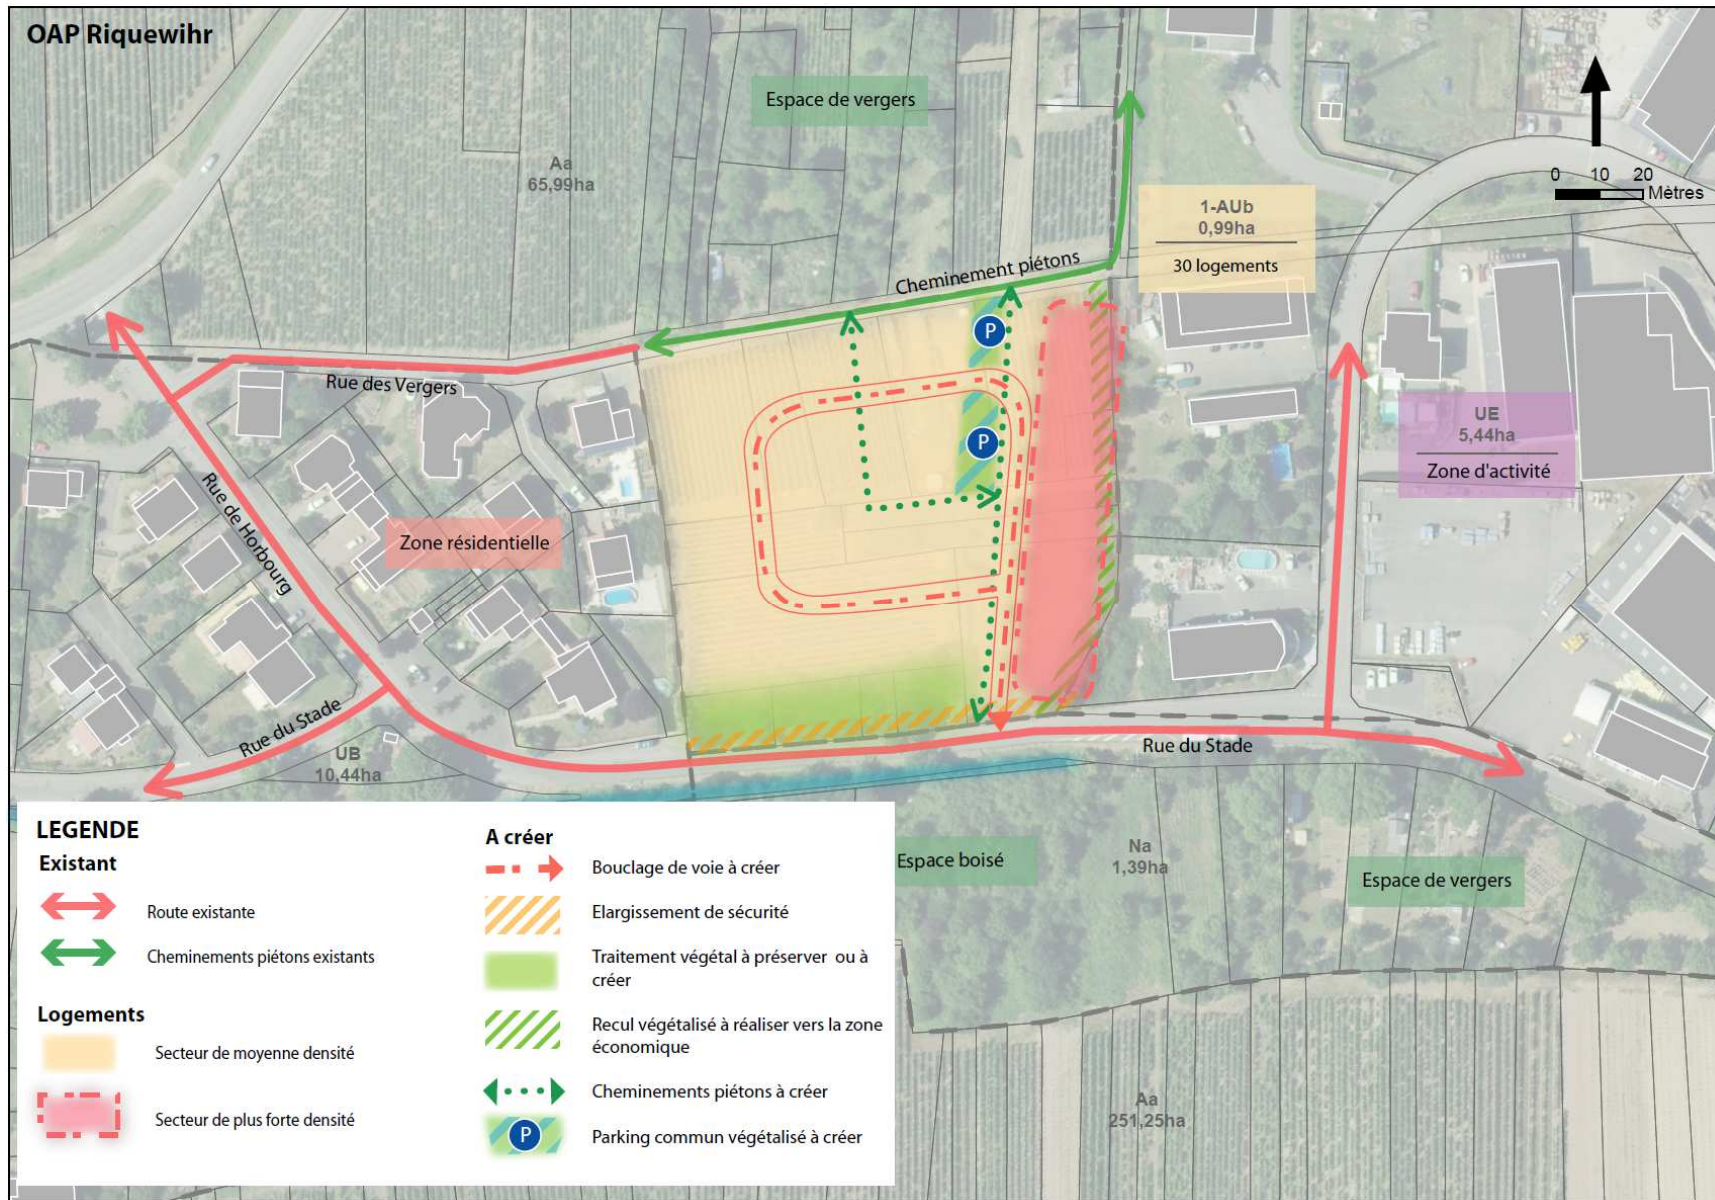 OAP Riquewihr
Espace de vergers
Aa
65,99ha
0 10 20
Mètres
1-AUb
0,99ha
30 logements
Cheminement piétons
P
P
Rue des Vergers
UE
5,44ha
Zone d'activité
Rue de Horbourg
Zone résidentielle
Rue du Stade
UB
10,44ha
Rue du Stade
Espace boisé
Na
1,39ha
Espace de vergers
Aa
251,25ha
LEGENDE
Existant
Route existante
Cheminements piétons existants
Logements
Secteur de moyenne densité
Secteur de plus forte densité
A créer
Bouclage de voie à créer
Elargissement de sécurité
Traitement végétal à préserver ou à
créer
Recul végétalisé à réaliser vers la zone
économique
Cheminements piétons à créer
P
Parking commun végétalisé à créer